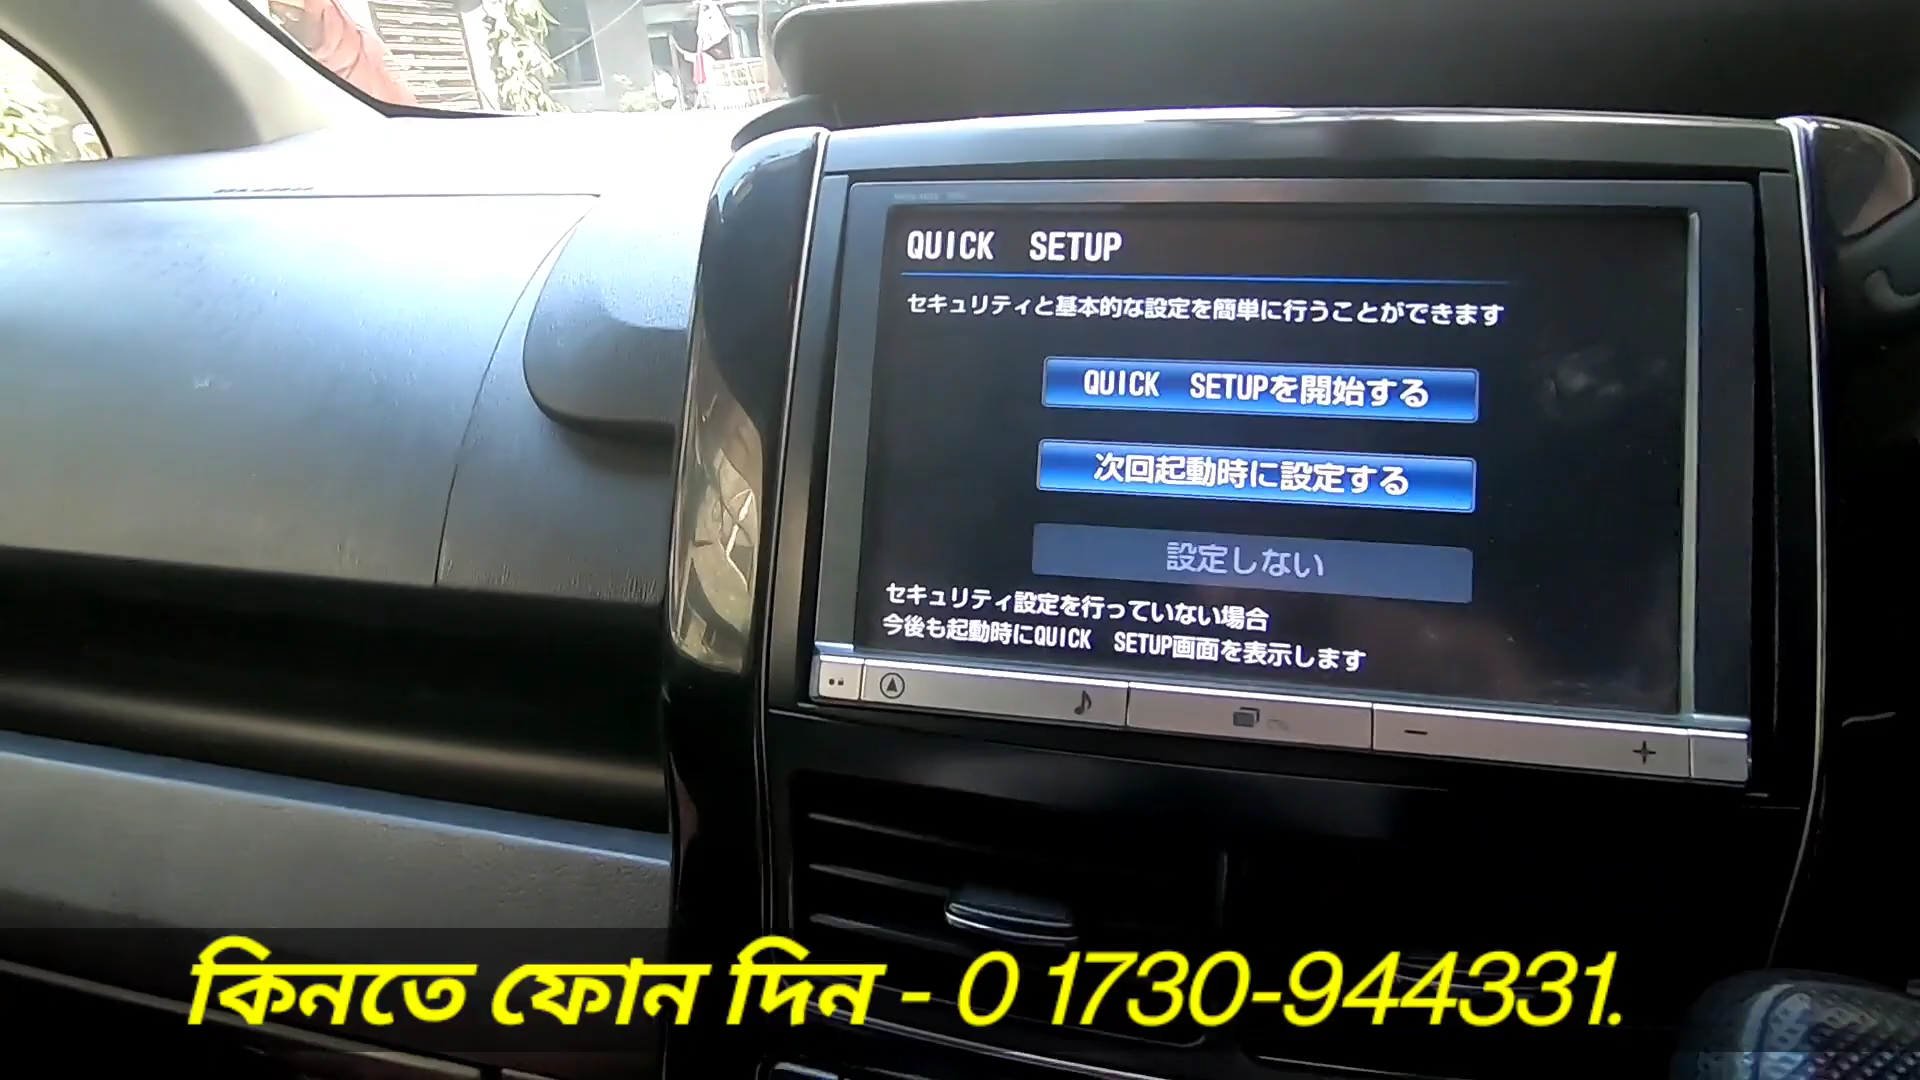 QUICK SETUP
セキュリティと基本的な設定を簡単に行うことができます
QUICK SETUPを開始する
次回起動時に設定する
設定しない
セキュリティ設定を行っていない場合
今後も起動時にQUICK SETUP画面を表示します
কিনতে ফোন দিন - 0 1730-944331.